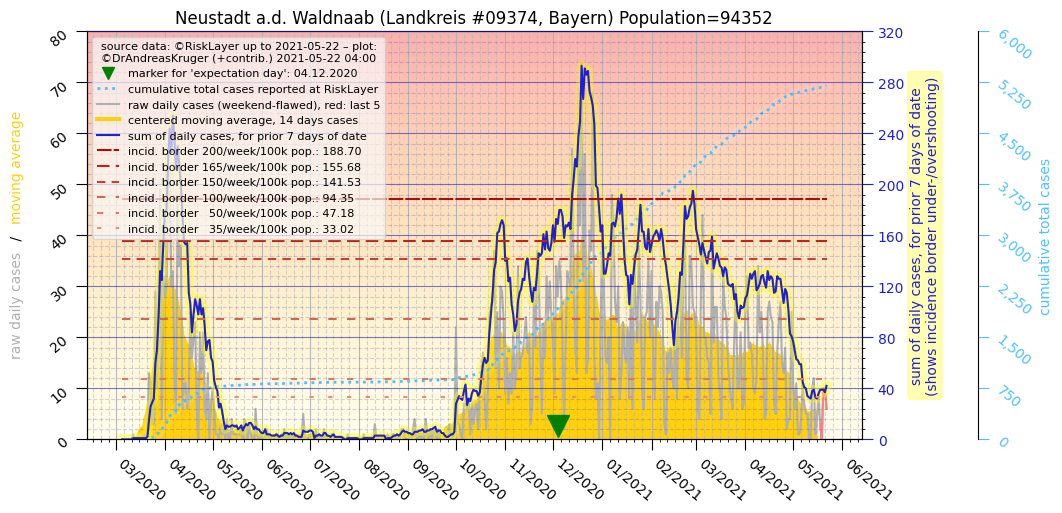 Neustadt a.d. Waldnaab (Landkreis #09374, Bayern) Population=94352
source data: ©RiskLayer up to 2021-05-22 – plot:
©DrAndreasKruger (+contrib.) 2021-05-22 04:00
marker for 'expectation day': 04.12.2020
cumulative total cases reported at RiskLayer
raw daily cases (weekend-flawed), red: last 5
centered moving average, 14 days cases
sum of daily cases, for prior 7 days of date
incid. border 200/week/100k pop.: 188.70
incid. border 165/week/100k pop.: 155.68
incid. border 150/week/100k pop.: 141.53
incid. border 100/week/100k pop.: 94.35
incid. border 50/week/100k pop.: 47.18
incid. border 35/week/100k pop.: 33.02
raw daily cases / moving average
80
70
60
50
40
30
20
10
0
03/2020
04/2020
05/2020
06/2020
07/2020
08/2020
09/2020
10/2020
11/2020
12/2020
01/2021
02/2021
03/2021
04/2021
05/2021
06/2021
320
280
240
200
160
120
80
40
0
sum of daily cases, for prior 7 days of date
(shows incidence border under-/overshooting)
6,000
5,250
4,500
3,750
3,000
2,250
1,500
750
0
cumulative total cases